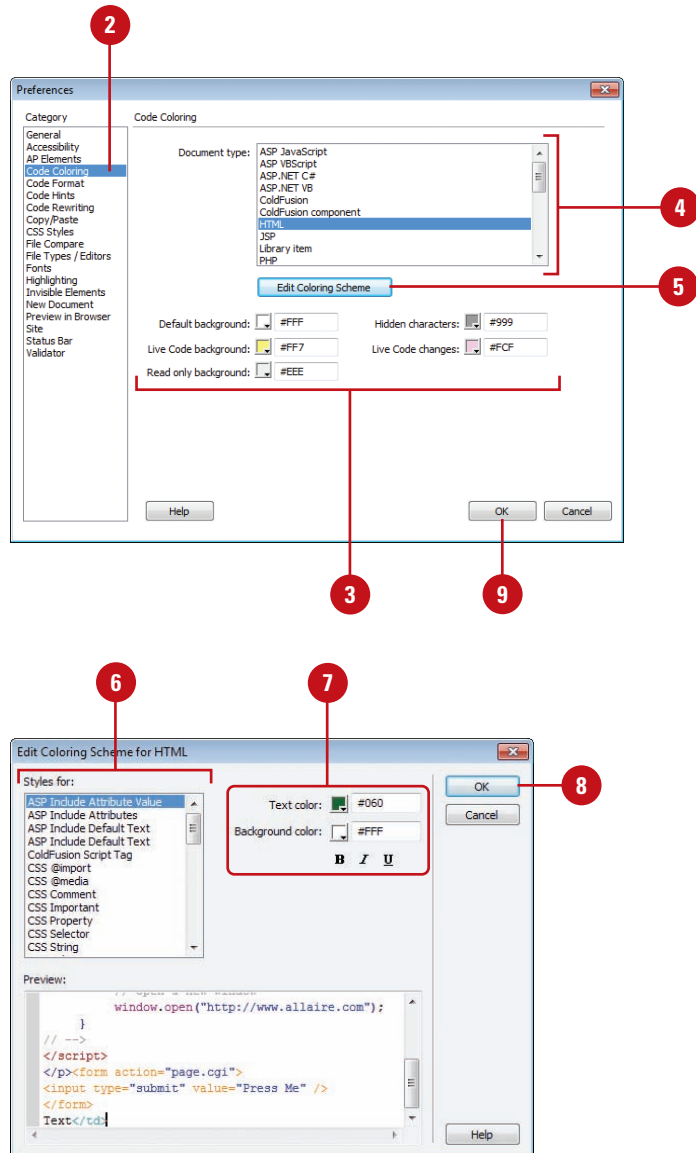 2
Preferences
Category
Code Coloring
General
Accessibility
AP Elements
Code Coloring
Code Format
Code Hints
Code Rewriting
Copy/Paste
CSS Styles
File Compare
File Types / Editors
Fonts
Highlighting
Invisible Elements
New Document
Preview in Browser
Site
Status Bar
Validator
Document type:
ASP JavaScript
ASP VBScript
ASP.NET C#
ASP.NET VB
ColdFusion
ColdFusion component
HTML
JSP
Library item
PHP
4
Edit Coloring Scheme
5
Default background: #FFF
Hidden characters: #999
Live Code background: #FF7
Live Code changes: #FCF
Read only background: #EEE
Help
OK
Cancel
3
9
6
7
Edit Coloring Scheme for HTML
Styles for:
ASP Include Attribute Value
ASP Include Attributes
ASP Include Default Text
ASP Include Default Text
ColdFusion Script Tag
CSS @import
CSS @media
CSS Comment
CSS Important
CSS Property
CSS Selector
CSS String
Text color: #060
Background color: #FFF
B I U
OK
8
Cancel
Preview:
// open a new window
window.open("http://www.allaire.com");
}
// -->
</script>
</p><form action="page.cgi">
<input type="submit" value="Press Me" />
</form>
Text</td>
Help